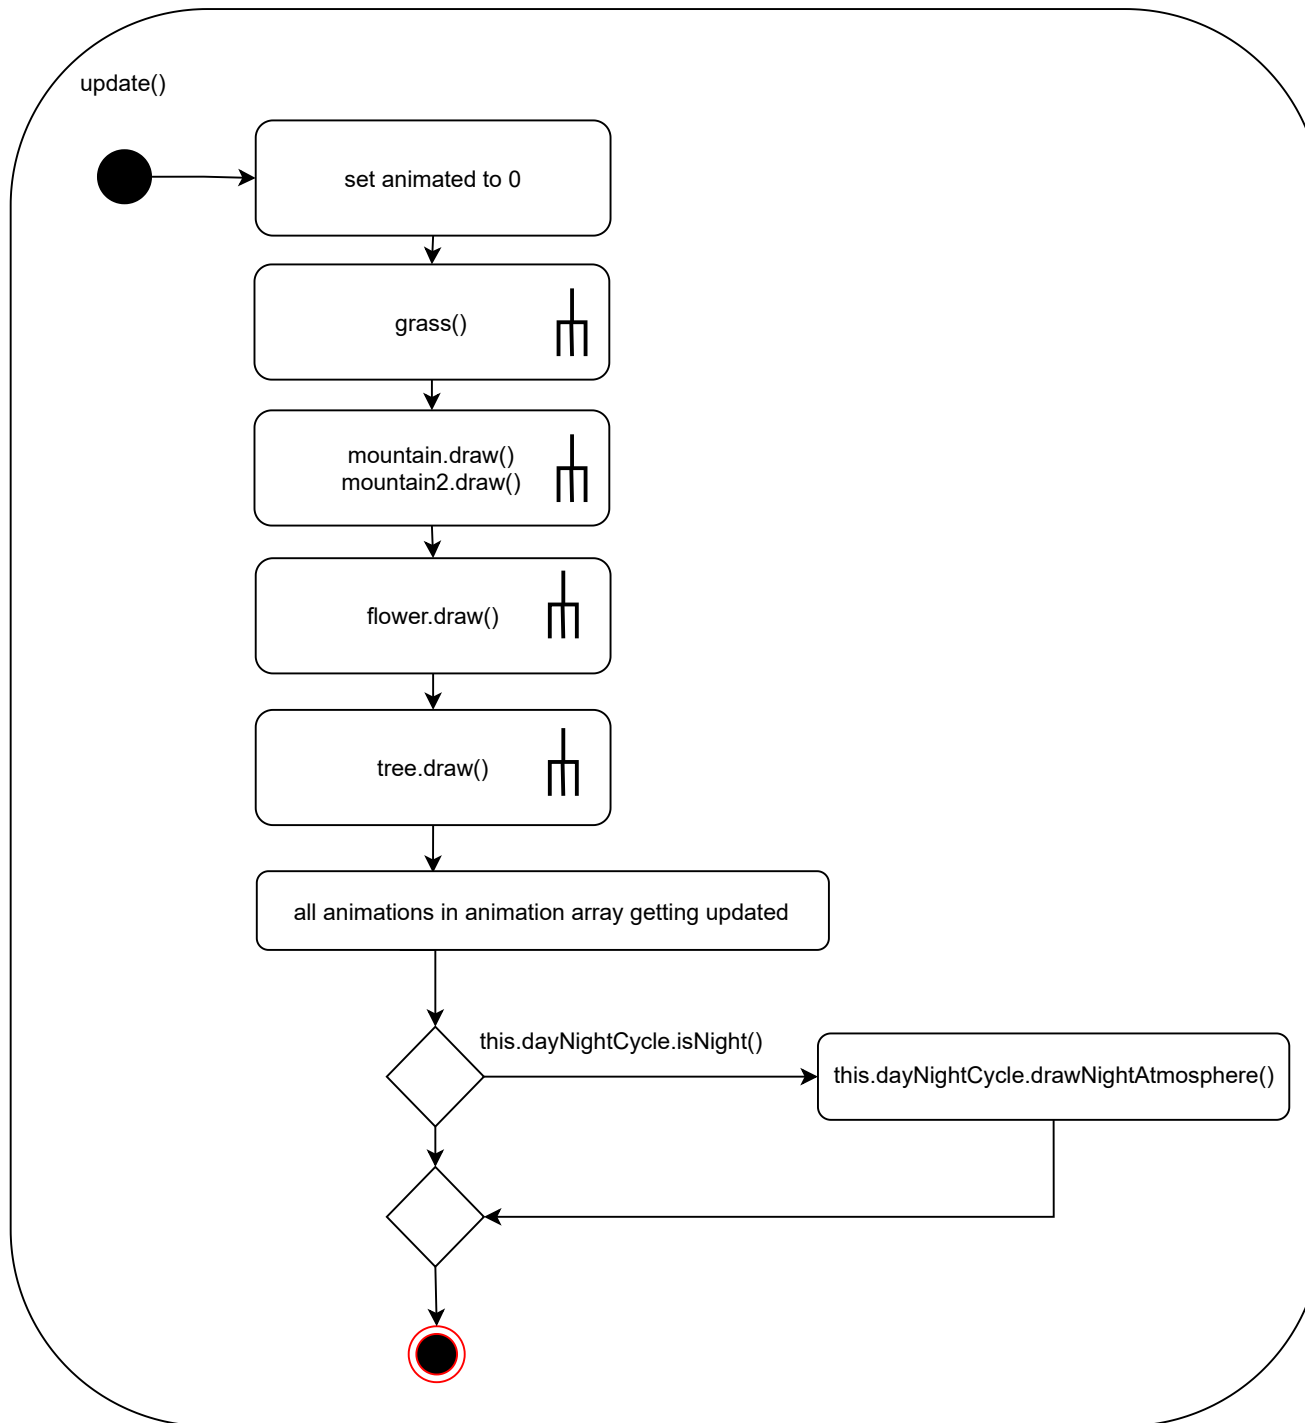 update()
set animated to 0
grass()
mountain.draw()
mountain2.draw()
flower.draw()
tree.draw()
all animations in animation array getting updated
this.dayNightCycle.isNight()
this.dayNightCycle.drawNightAtmosphere()